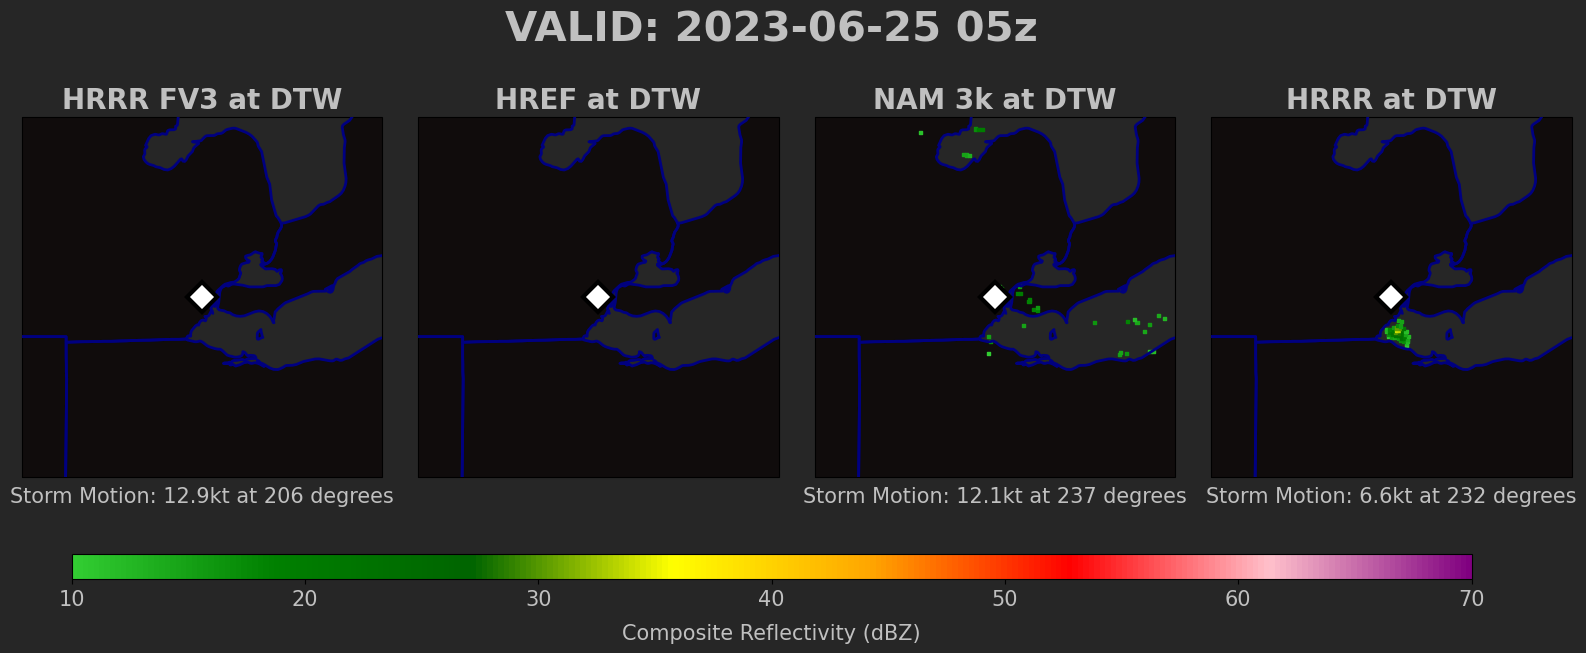 VALID: 2023-06-25 05z
HRRR FV3 at DTW
HREF at DTW
NAM 3k at DTW
HRRR at DTW
Storm Motion: 12.9kt at 206 degrees
Storm Motion: 12.1kt at 237 degrees
Storm Motion: 6.6kt at 232 degrees
10 20 30 40 50 60 70
Composite Reflectivity (dBZ)